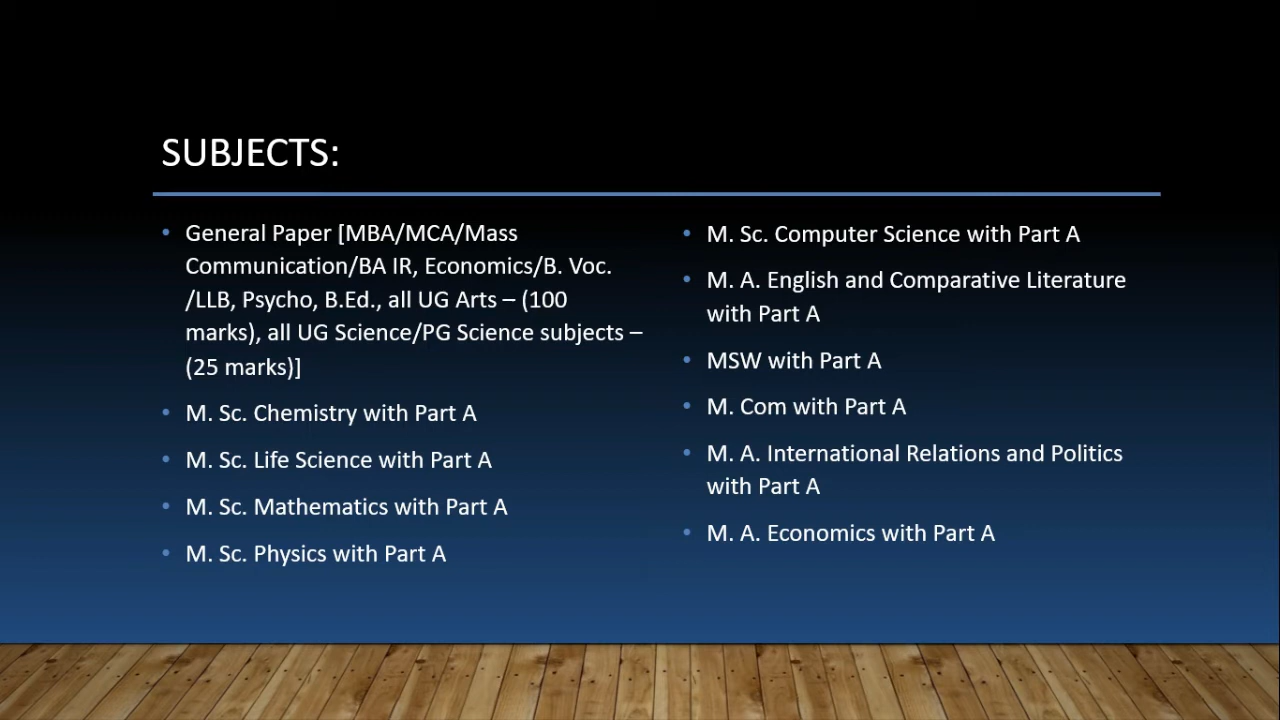 SUBJECTS:
• General Paper [MBA/MCA/Mass
Communication/BA IR, Economics/B. Voc.
/LLB, Psycho, B.Ed., all UG Arts – (100
marks), all UG Science/PG Science subjects –
(25 marks)]
• M. Sc. Chemistry with Part A
• M. Sc. Life Science with Part A
• M. Sc. Mathematics with Part A
• M. Sc. Physics with Part A
• M. Sc. Computer Science with Part A
• M. A. English and Comparative Literature
with Part A
• MSW with Part A
• M. Com with Part A
• M. A. International Relations and Politics
with Part A
• M. A. Economics with Part A